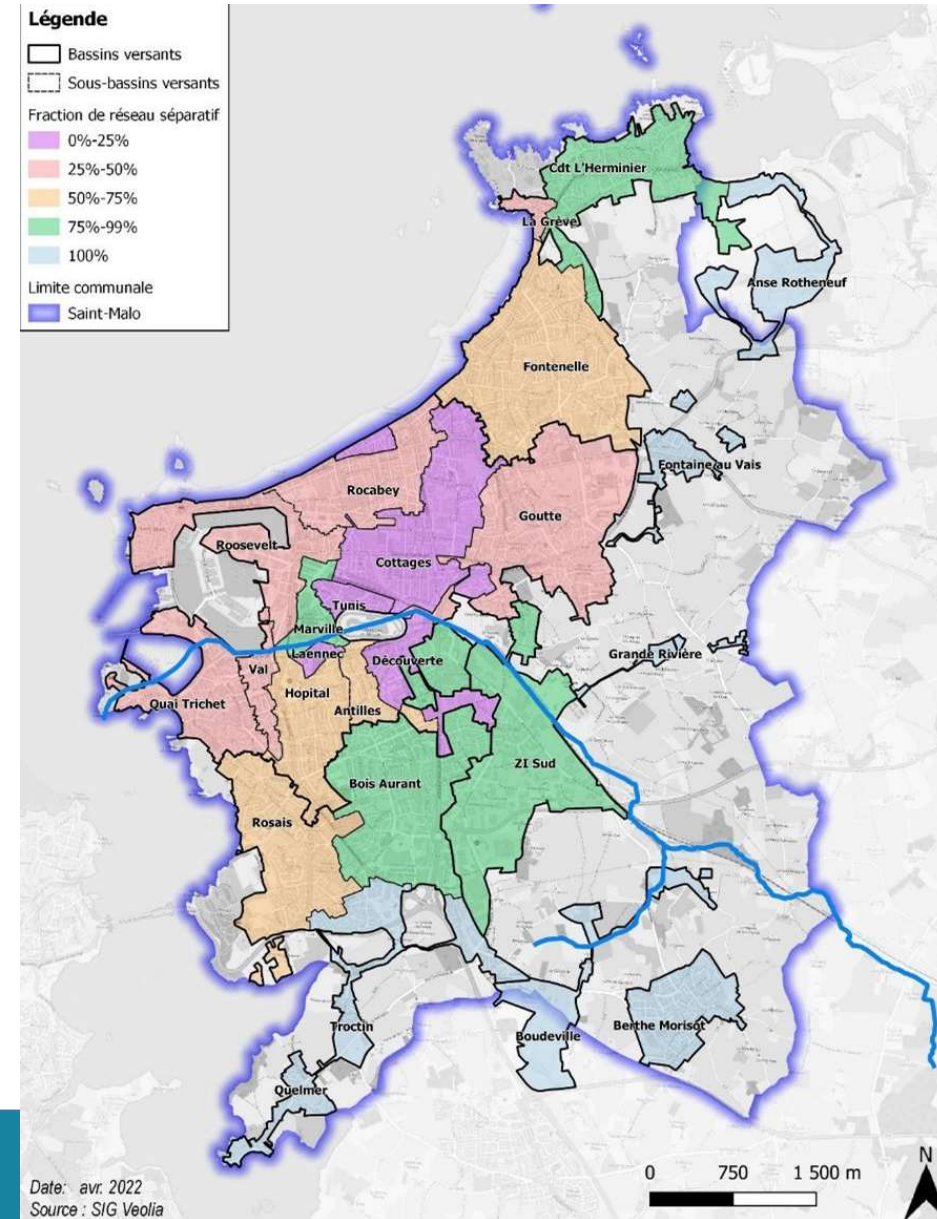 Légende
Bassins versants
Sous-bassins versants
Fraction de réseau séparatif
0%-25%
25%-50%
50%-75%
75%-99%
100%
Limite communale
Saint-Malo
Cdt L'Herminier
La Grève
Anse Rotheneuf
Fontenelle
Fontaine au Vais
Rocabey
Goutte
Roosevelt
Cottages
Tunis
Marville
Laennec
Découverte
Grande Rivière
Val
Hopital
Quai Trichet
Antilles
ZI Sud
Bois Aurant
Rosais
Troctin
Boudeville
Berthe Morisot
Quelmer
N
0 750 1 500 m
Date: avr. 2022
Source : SIG Veolia